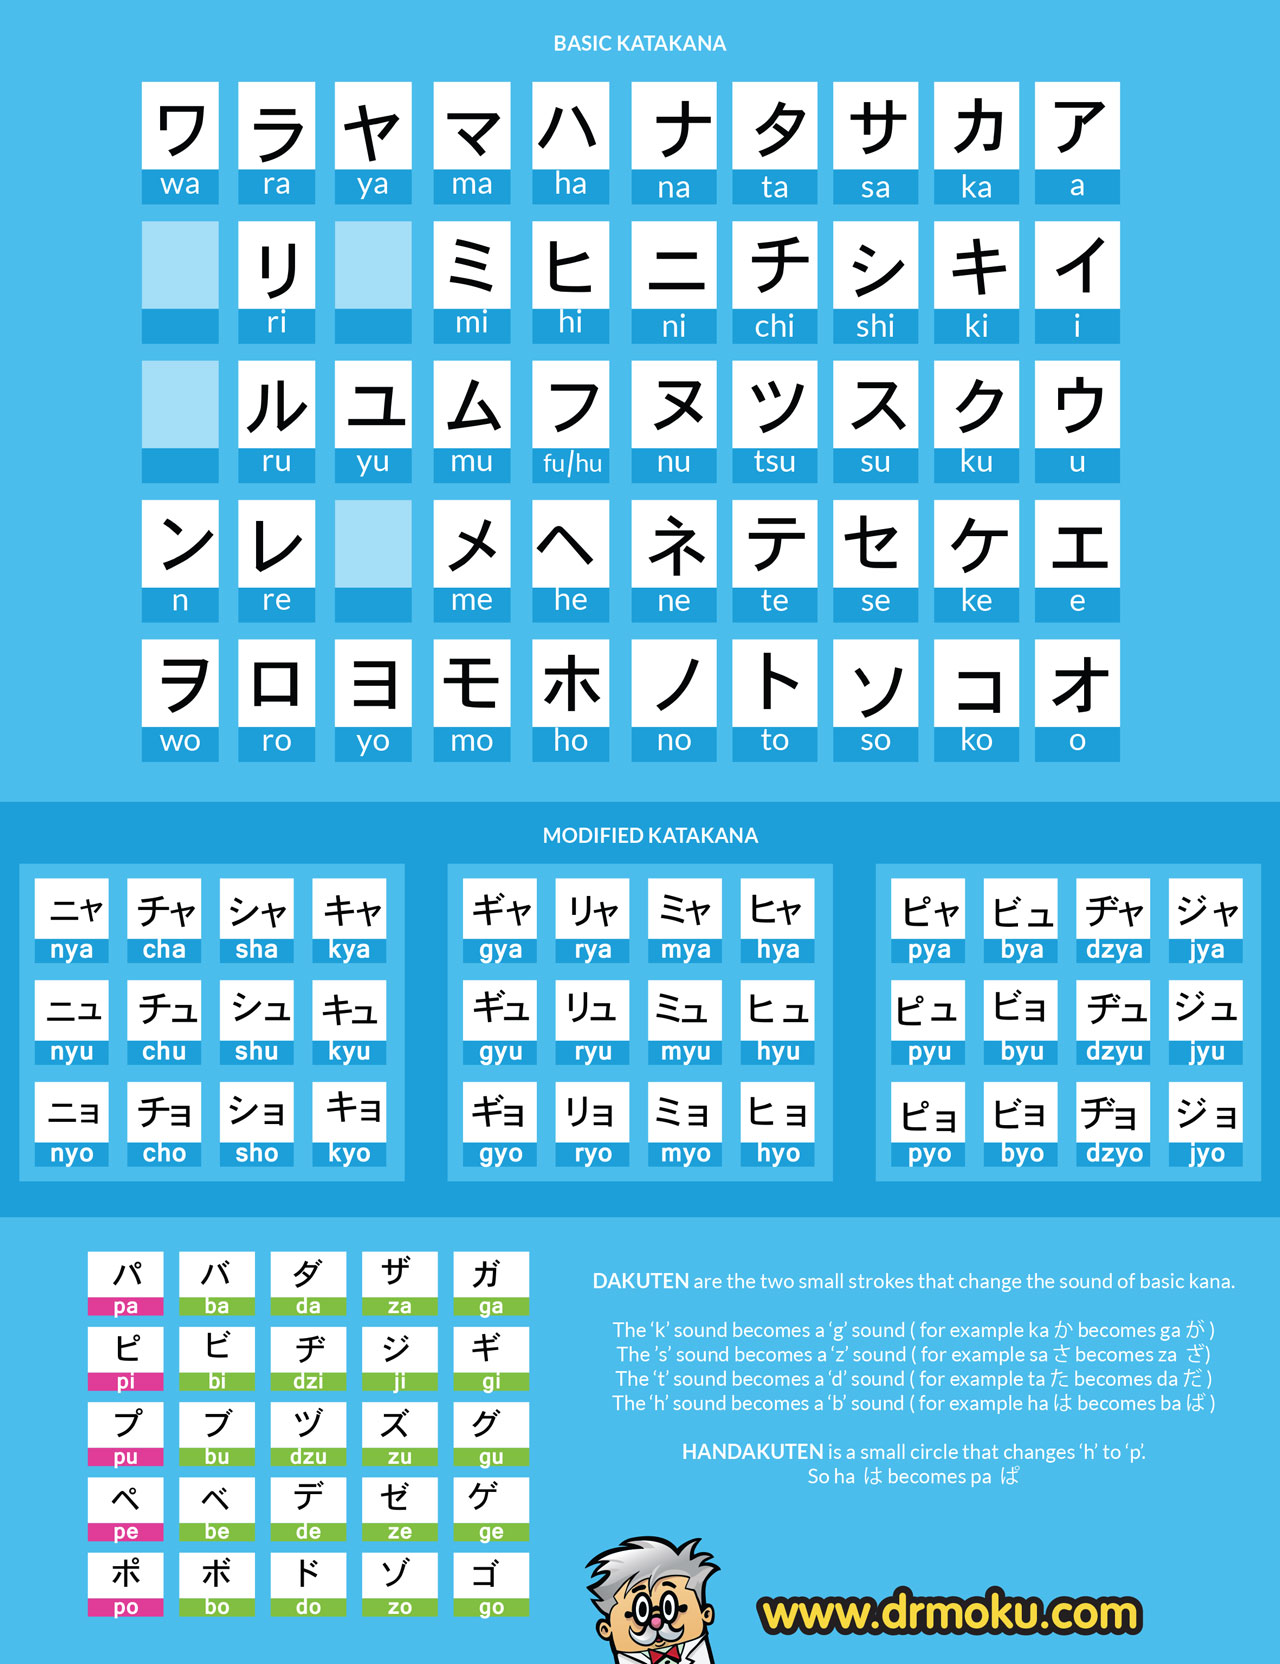 BASIC KATAKANA
ワ ラ ヤ マ ハ ナ タ サ カ ア
wa ra ya ma ha na ta sa ka a
リ ミ ヒ ニ チ シ キ イ
ri mi hi ni chi shi ki i
ル ユ ム フ ヌ ツ ス ク ウ
ru yu mu fu/hu nu tsu su ku u
ン レ メ ヘ ネ テ セ ケ エ
n re me he ne te se ke e
ヲ ロ ヨ モ ホ ノ ト ソ コ オ
wo ro yo mo ho no to so ko o
MODIFIED KATAKANA
ニャ チャ シャ キャ ギャ リャ ミャ ヒャ ピャ ビュ ヂャ ジャ
nya cha sha kya gya rya mya hya pya bya dzya jya
ニュ チュ シュ キュ ギュ リュ ミュ ヒュ ピュ ビョ ヂュ ジュ
nyu chu shu kyu gyu ryu myu hyu pyu byu dzyu jyu
ニョ チョ ショ キョ ギョ リョ ミョ ヒョ ピョ ビョ ヂョ ジョ
nyo cho sho kyo gyo ryo myo hyo pyo byo dzyo jyo
パ バ ダ ザ ガ
pa ba da za ga
ピ ビ ヂ ジ ギ
pi bi dzi ji gi
プ ブ ヅ ズ グ
pu bu dzu zu gu
ペ ベ デ ゼ ゲ
pe be de ze ge
ポ ボ ド ゾ ゴ
po bo do zo go
DAKUTEN are the two small strokes that change the sound of basic kana.
The ‘k’ sound becomes a ‘g’ sound ( for example ka か becomes ga が )
The ’s’ sound becomes a ‘z’ sound ( for example sa さ becomes za ざ)
The ‘t’ sound becomes a ‘d’ sound ( for example ta た becomes da だ )
The ‘h’ sound becomes a ‘b’ sound ( for example ha は becomes ba ば )
HANDAKUTEN is a small circle that changes ‘h’ to ‘p’.
So ha は becomes pa ぱ
www.drmoku.com